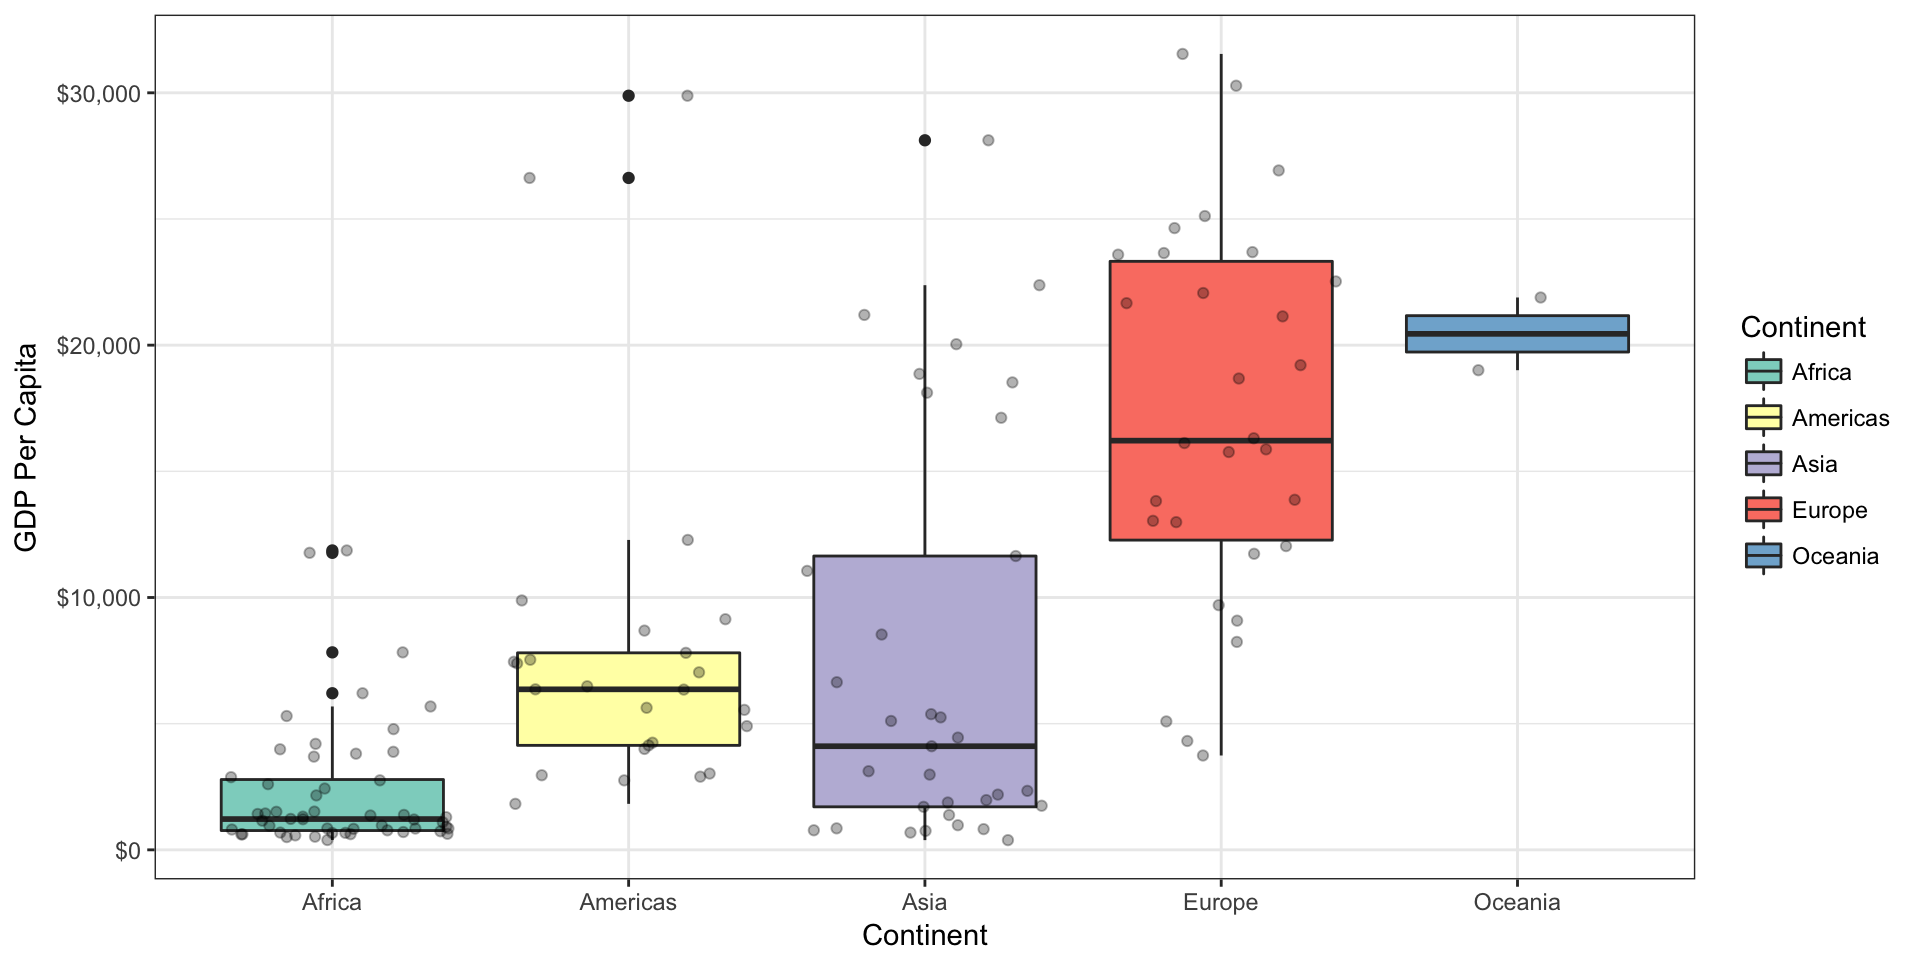 $30,000
$20,000
$10,000
$0
GDP Per Capita
Africa
Americas
Asia
Europe
Oceania
Continent
Continent
Africa
Americas
Asia
Europe
Oceania